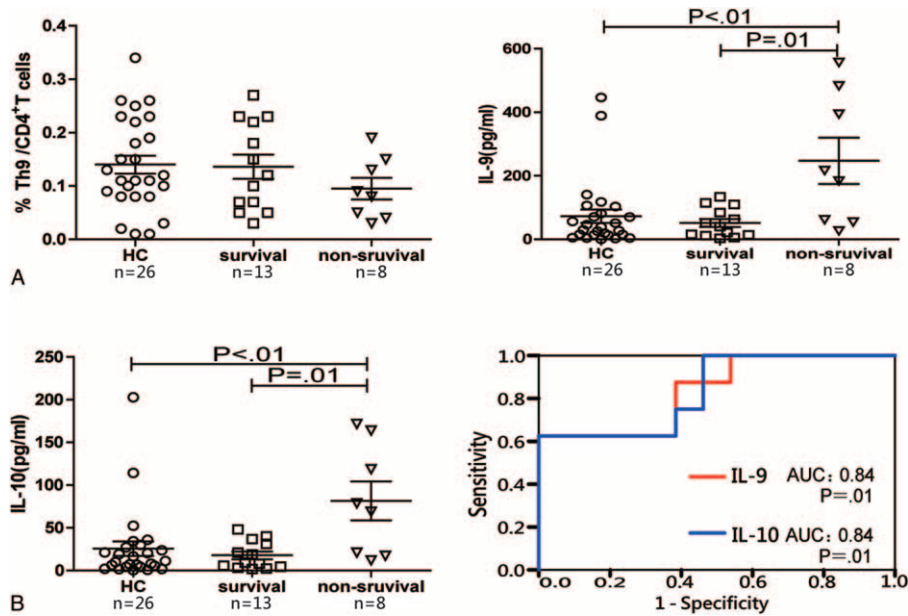 % Th9 /CD4+T cells
0.4
0.3
0.2
0.1
0.0
HC
survival
non-sruvival
n=26
n=13
n=8
A
P<.01
P=.01
IL-9(pg/ml)
600
400
200
0
HC
survival
non-sruvival
n=26
n=13
n=8
P<.01
P=.01
IL-10(pg/ml)
250
200
150
100
50
0
HC
survival
non-sruvival
n=26
n=13
n=8
B
Sensitivity
1.0
0.8
0.6
0.4
0.2
0.0
IL-9 AUC: 0.84
P=.01
IL-10 AUC: 0.84
P=.01
0.0 0.2 0.4 0.6 0.8 1.0
1 - Specificity